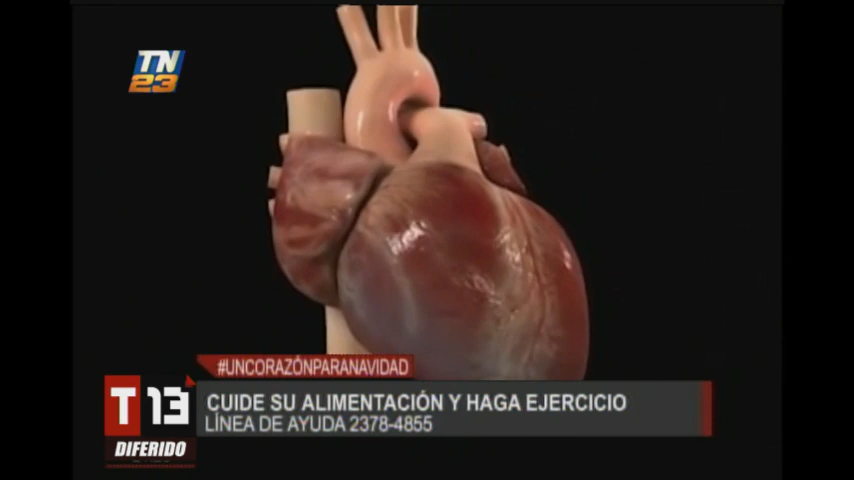 TN
23
#UNCORAZÓNPARANAVIDAD
T13
CUIDE SU ALIMENTACIÓN Y HAGA EJERCICIO
LÍNEA DE AYUDA 2378-4855
DIFERIDO